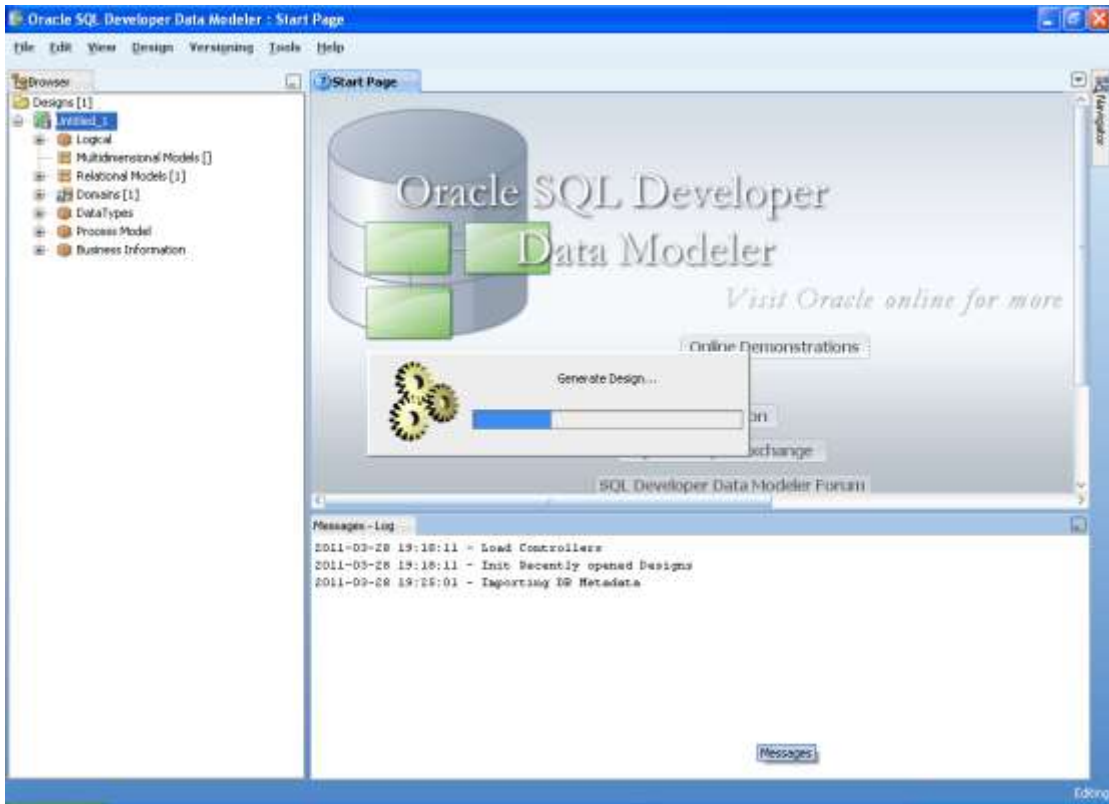 Oracle SQL Developer Data Modeler : Start Page
File Edit View Design Versioning Tools Help
Browser
Designs [1]
Untitled_1
Logical
Multidimensional Models []
Relational Models [1]
Domains [1]
DataTypes
Process Model
Business Information
Start Page
Navigator
Oracle SQL Developer
Data Modeler
Visit Oracle online for more
Online Demonstrations
Generate Design...
on
xchange
SQL Developer Data Modeler Forum
Messages - Log
2011-03-28 19:18:11 - Load Controllers
2011-03-28 19:18:11 - Init Recently opened Designs
2011-03-28 19:25:01 - Importing DB Metadata
Messages
Editing